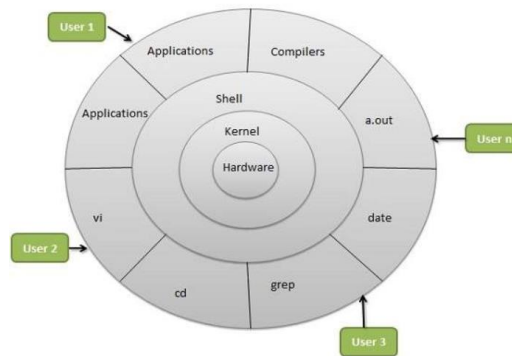 User 1
Applications
Compilers
Applications
Shell
a.out
Kernel
User n
Hardware
vi
date
User 2
cd
grep
User 3